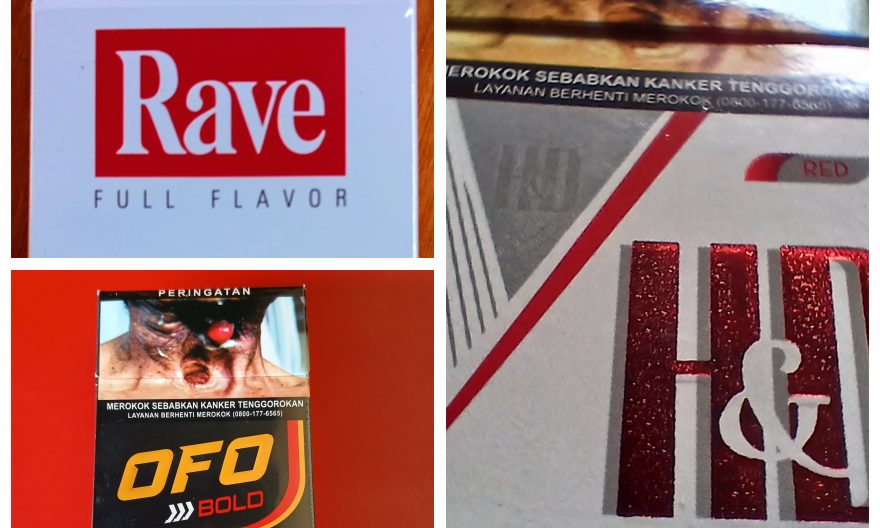 Rave
FULL FLAVOR
PERINGATAN
MEROKOK SEBABKAN KANKER TENGGOROKAN
LAYANAN BERHENTI MEROKOK (0800-177-6565)
OFO
BOLD
MEROKOK SEBABKAN KANKER TENGGOROKAN
LAYANAN BERHENTI MEROKOK (0800-177-6565)
H&D
RED
H&D